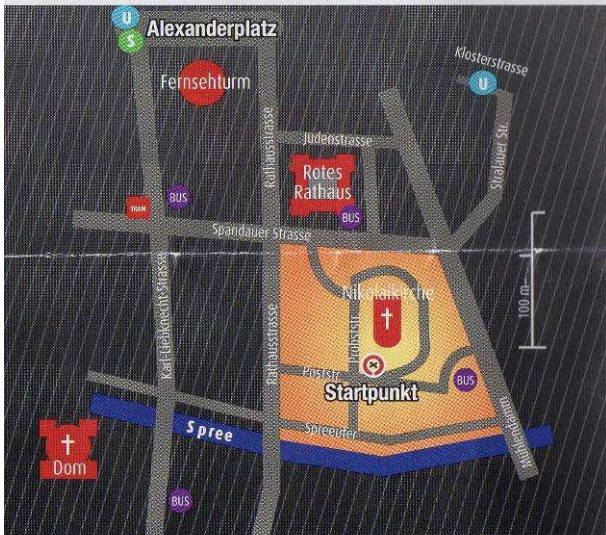 U
S
Alexanderplatz
Fernsehturm
Klosterstrasse
U
Stralauer Str.
Rathausstrasse
Judenstrasse
Rotes
Rathaus
BUS
TRAM
BUS
Spandauer Strasse
Karl-Liebknecht-Strasse
Rathausstrasse
Nikolaikirche
Probststr.
100 m
Poststr.
Startpunkt
BUS
Spree
Spreeufer
Mühlendamm
Dom
BUS